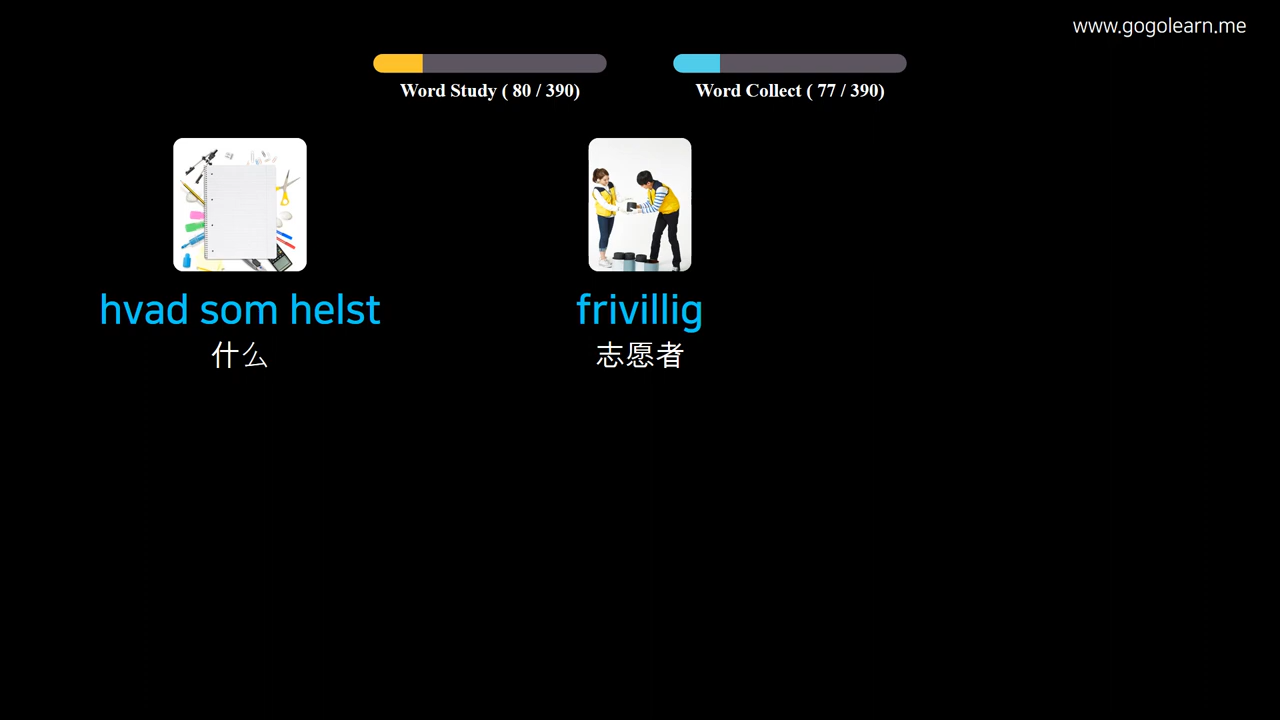 www.gogolearn.me
Word Study ( 80 / 390)
Word Collect ( 77 / 390)
hvad som helst
frivillig
什么
志愿者